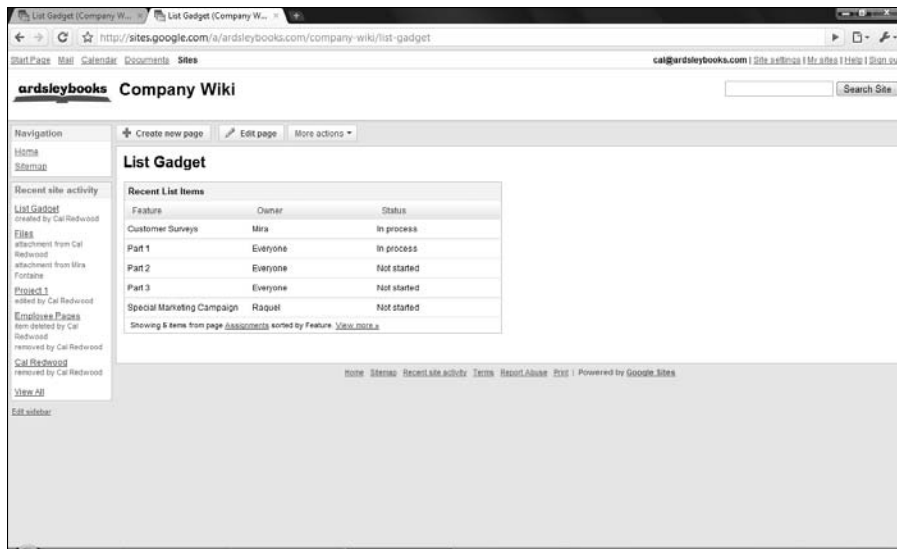 List Gadget (Company W...
List Gadget (Company W...
http://sites.google.com/a/ardsleybooks.com/company-wiki/list-gadget
Start Page Mail Calendar Documents Sites
cal@ardsleybooks.com | Site settings | My sites | Help | Sign ou
ardsleybooks Company Wiki
Search Site
Navigation
Home
Sitemap
Recent site activity
List Gadget
created by Cal Redwood
Files
attachment from Cal
Redwood
attachment from Mira
Fontaine
Project 1
edited by Cal Redwood
Employee Pages
item deleted by Cal
Redwood
removed by Cal Redwood
Cal Redwood
removed by Cal Redwood
View All
Edit sidebar
Create new page Edit page More actions
List Gadget
Recent List Items
Feature Owner Status
Customer Surveys Mira In process
Part 1 Everyone In process
Part 2 Everyone Not started
Part 3 Everyone Not started
Special Marketing Campaign Raquel Not started
Showing 5 items from page Assignments sorted by Feature. View more »
Home Sitemap Recent site activity Terms Report Abuse Print | Powered by Google Sites